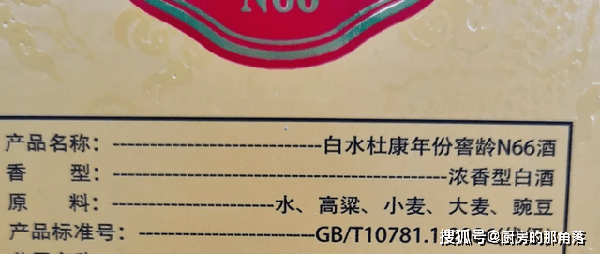 N66
产品名称：----------------------白水杜康年份窖龄N66酒
香 型：----------------------浓香型白酒
原 料：----------------------水、高粱、小麦、大麦、豌豆
产品标准号：----------------------GB/T10781.1
搜狐号@厨房的那角落